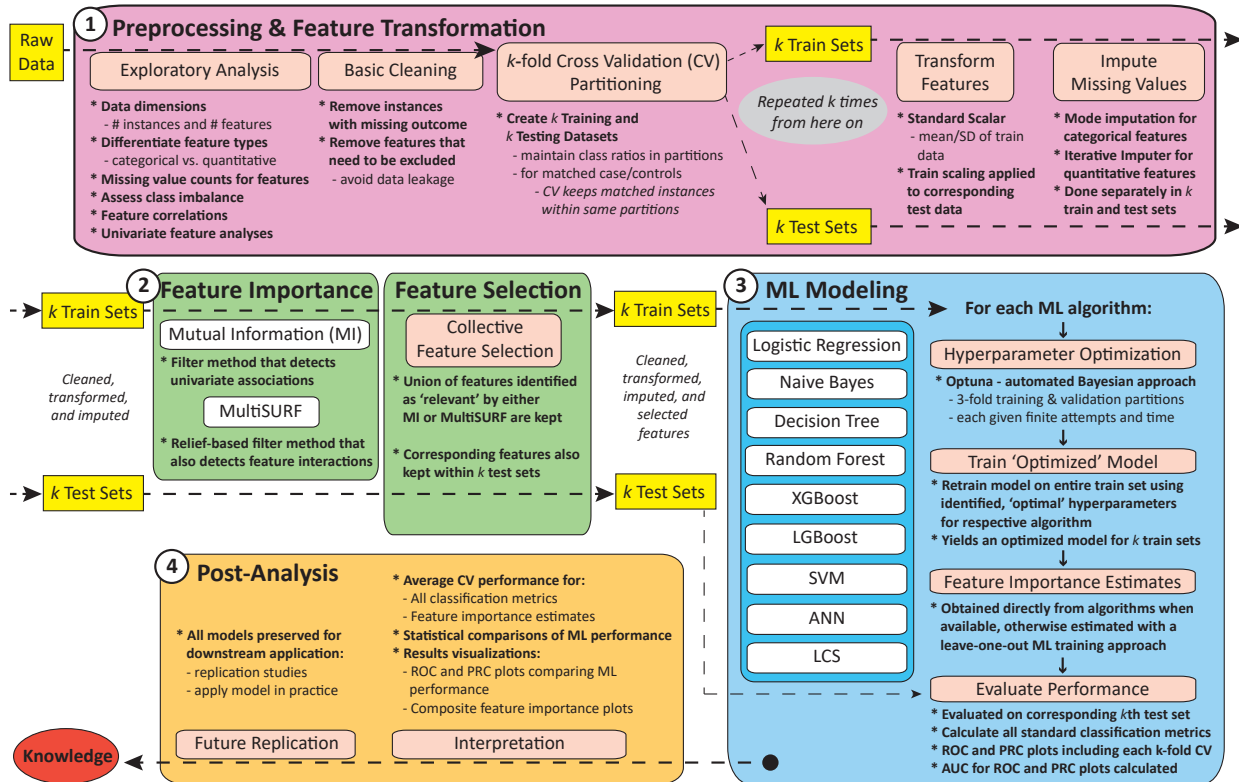 Raw
Data
1
Preprocessing & Feature Transformation
Exploratory Analysis
* Data dimensions
- # instances and # features
* Differentiate feature types
- categorical vs. quantitative
* Missing value counts for features
* Assess class imbalance
* Feature correlations
* Univariate feature analyses
Basic Cleaning
* Remove instances
with missing outcome
* Remove features that
need to be excluded
- avoid data leakage
k-fold Cross Validation (CV)
Partitioning
* Create k Training and
k Testing Datasets
- maintain class ratios in partitions
- for matched case/controls
- CV keeps matched instances
within same partitions
k Train Sets
Repeated k times
from here on
k Test Sets
Transform
Features
* Standard Scalar
- mean/SD of train
data
* Train scaling applied
to corresponding
test data
Impute
Missing Values
* Mode imputation for
categorical features
* Iterative Imputer for
quantitative features
* Done separately in k
train and test sets
k Train Sets
Cleaned,
transformed,
and imputed
k Test Sets
2
Feature Importance
Mutual Information (MI)
* Filter method that detects
univariate associations
MultiSURF
* Relief-based filter method that
also detects feature interactions
Feature Selection
Collective
Feature Selection
* Union of features identified
as 'relevant' by either
MI or MultiSURF are kept
* Corresponding features also
kept within k test sets
k Train Sets
Cleaned,
transformed,
imputed, and
selected
features
k Test Sets
3
ML Modeling
Logistic Regression
Naive Bayes
Decision Tree
Random Forest
XGBoost
LGBoost
SVM
ANN
LCS
For each ML algorithm:
Hyperparameter Optimization
* Optuna - automated Bayesian approach
- 3-fold training & validation partitions
- each given finite attempts and time
Train 'Optimized' Model
* Retrain model on entire train set using
identified, 'optimal' hyperparameters
for respective algorithm
* Yields an optimized model for k train sets
Feature Importance Estimates
* Obtained directly from algorithms when
available, otherwise estimated with a
leave-one-out ML training approach
Evaluate Performance
* Evaluated on corresponding kth test set
* Calculate all standard classification metrics
* ROC and PRC plots including each k-fold CV
* AUC for ROC and PRC plots calculated
4
Post-Analysis
* All models preserved for
downstream application:
- replication studies
- apply model in practice
Future Replication
* Average CV performance for:
- All classification metrics
- Feature importance estimates
* Statistical comparisons of ML performance
* Results visualizations:
- ROC and PRC plots comparing ML
performance
- Composite feature importance plots
Interpretation
Knowledge